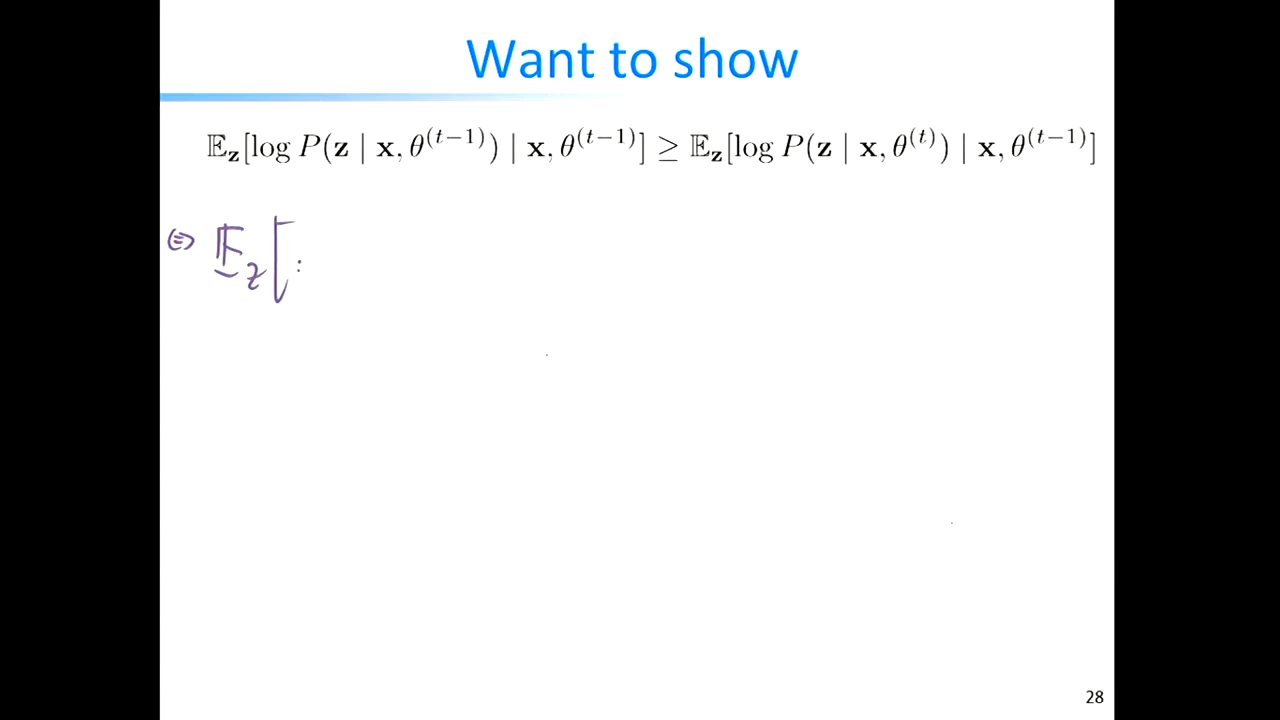 Want to show
𝔼_𝐳[log P(𝐳 | 𝐱, θ^{(t−1)}) | 𝐱, θ^{(t−1)}] ≥ 𝔼_𝐳[log P(𝐳 | 𝐱, θ^{(t)}) | 𝐱, θ^{(t−1)}]
⇔ 𝔼_z [
28